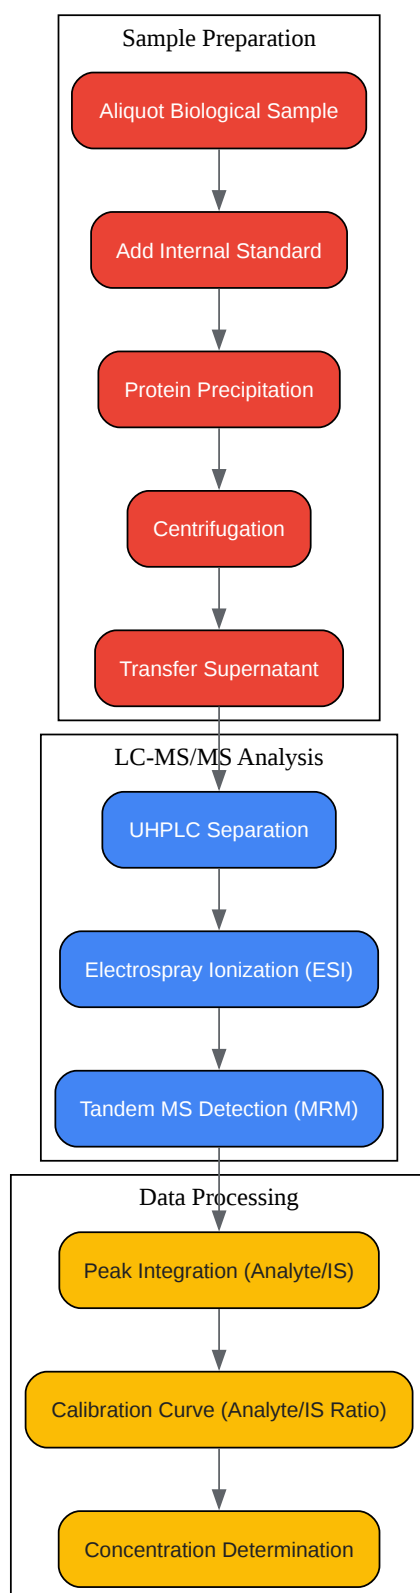 Sample Preparation
Aliquot Biological Sample
Add Internal Standard
Protein Precipitation
Centrifugation
Transfer Supernatant
LC-MS/MS Analysis
UHPLC Separation
Electrospray Ionization (ESI)
Tandem MS Detection (MRM)
Data Processing
Peak Integration (Analyte/IS)
Calibration Curve (Analyte/IS Ratio)
Concentration Determination